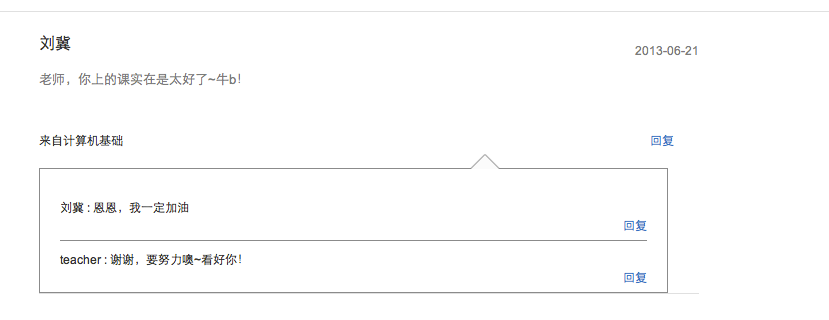 刘冀
2013-06-21
老师，你上的课实在是太好了~牛b！
来自计算机基础
回复
刘冀 : 恩恩，我一定加油
回复
teacher : 谢谢，要努力噢~看好你！
回复